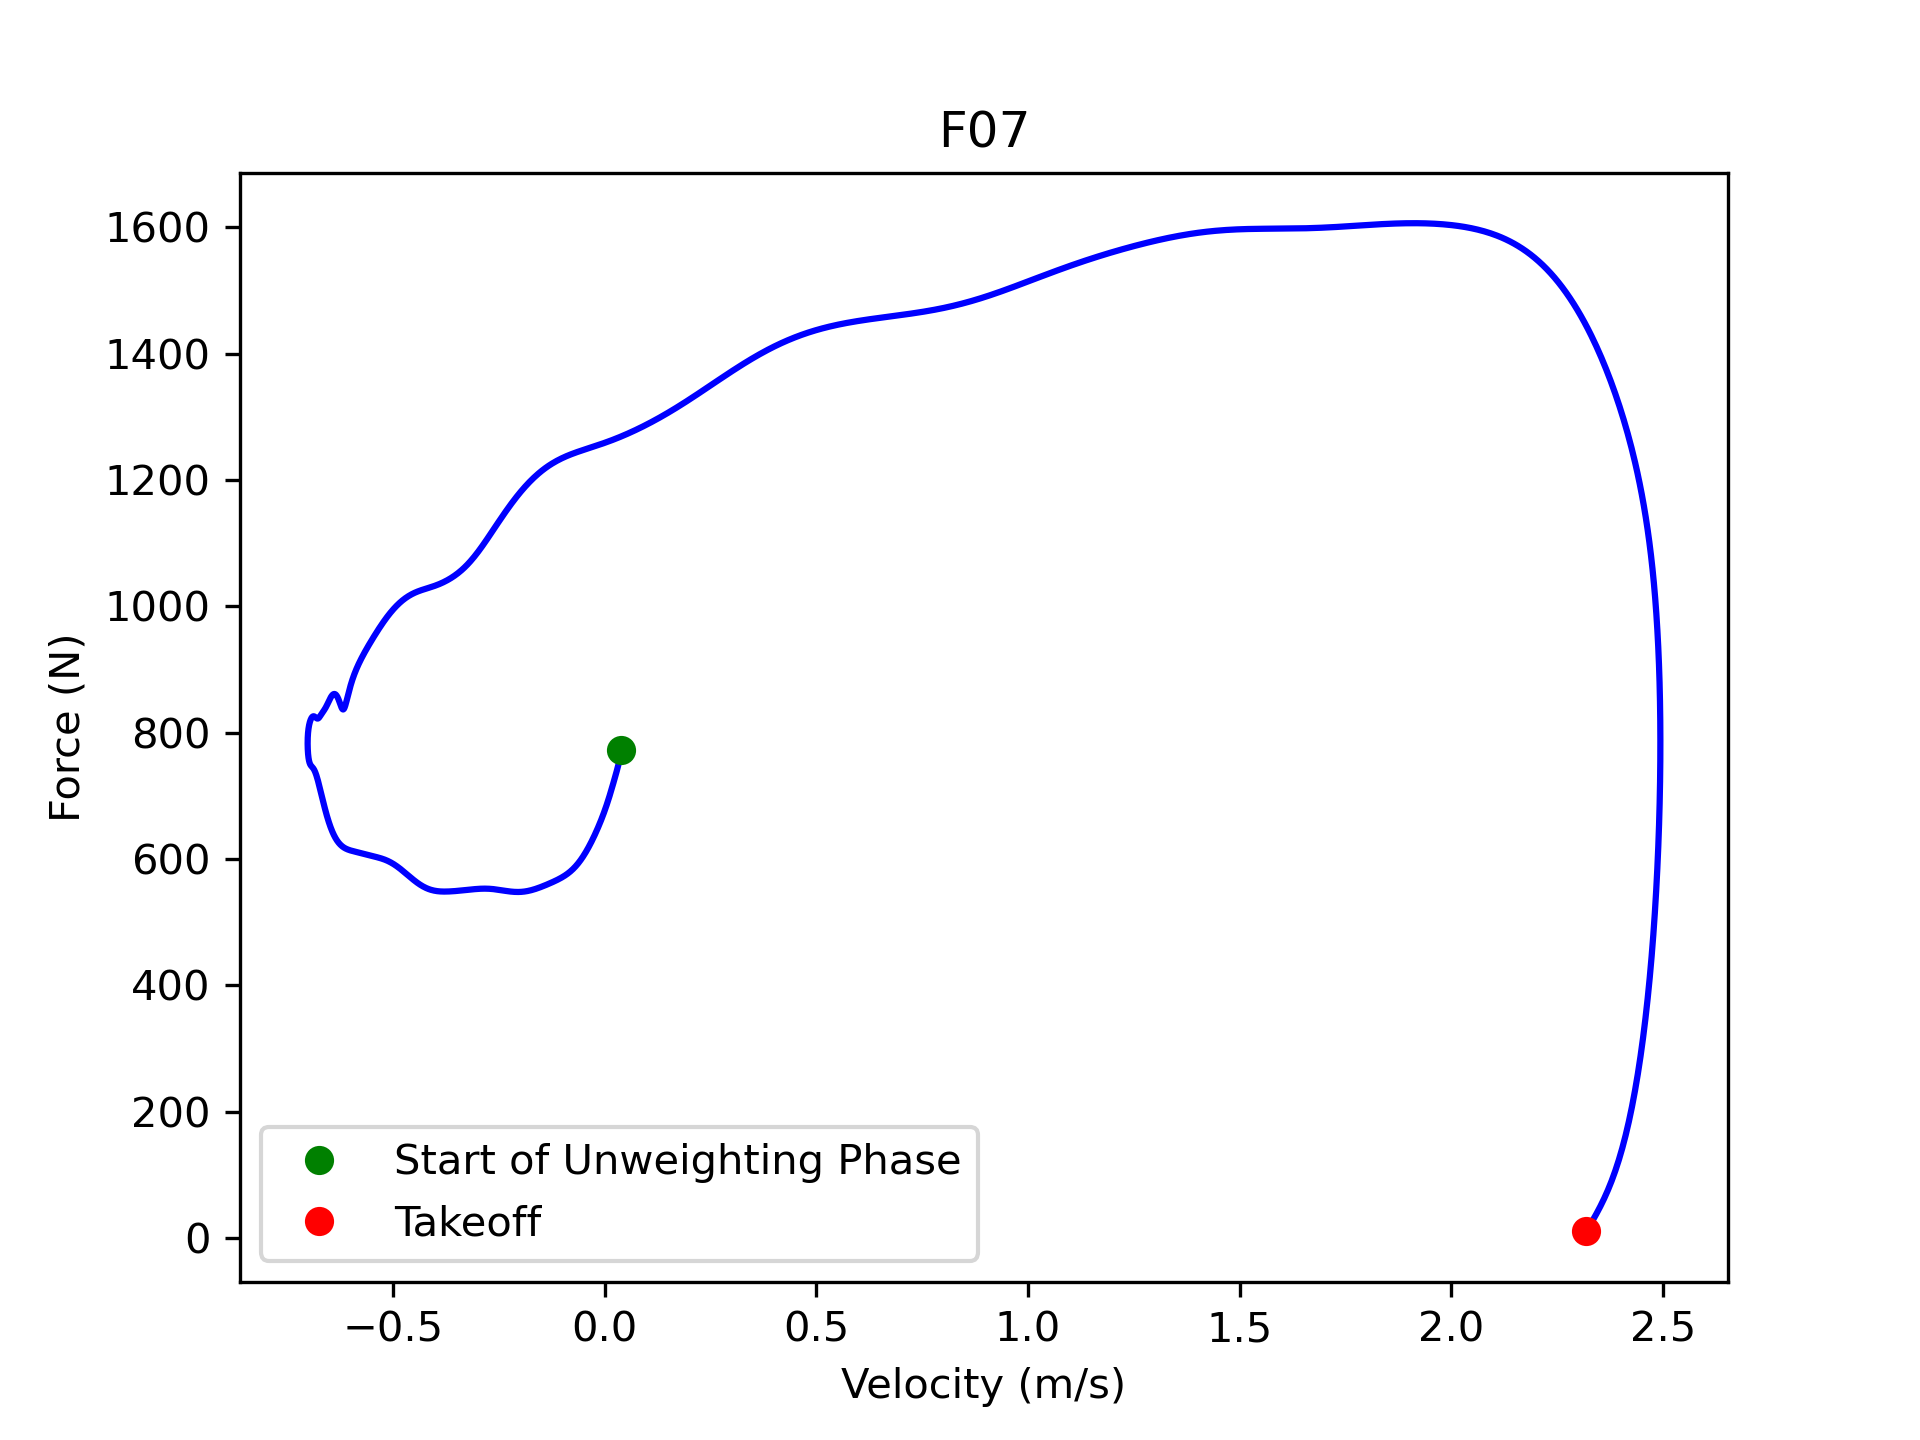 F07
1600
1400
1200
1000
800
600
400
200
0
Force (N)
Start of Unweighting Phase
Takeoff
−0.5 0.0 0.5 1.0 1.5 2.0 2.5
Velocity (m/s)